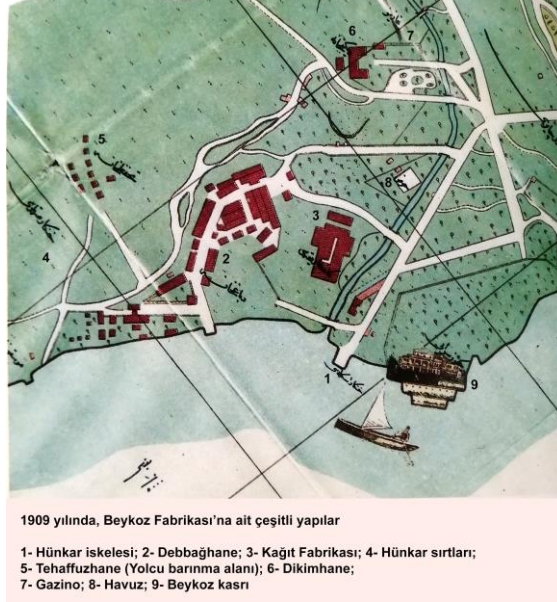 6
7
5
8
3
4
2
1
9
1909 yılında, Beykoz Fabrikası'na ait çeşitli yapılar
1- Hünkar iskelesi; 2- Debbağhane; 3- Kağıt Fabrikası; 4- Hünkar sırtları;
5- Tehaffuzhane (Yolcu barınma alanı); 6- Dikimhane;
7- Gazino; 8- Havuz; 9- Beykoz kasrı